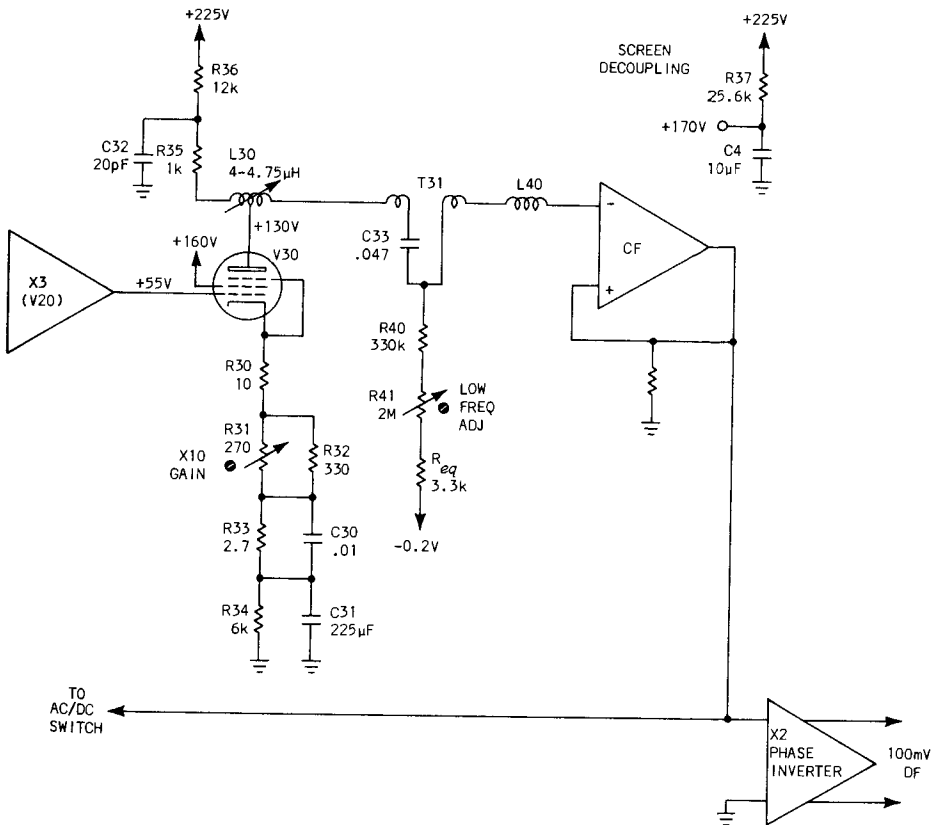 +225V
R36
12k
C32
20pF
R35
1k
L30
4-4.75µH
T31
L40
SCREEN
DECOUPLING
+225V
R37
25.6k
+170V
C4
10µF
+130V
+160V
V30
X3
(V20)
+55V
C33
.047
-
CF
+
R40
330k
R41
2M
LOW
FREQ
ADJ
Req
3.3k
-0.2V
R30
10
R31
270
X10
GAIN
R32
330
R33
2.7
C30
.01
R34
6k
C31
225µF
TO
AC/DC
SWITCH
X2
PHASE
INVERTER
100mV
DF